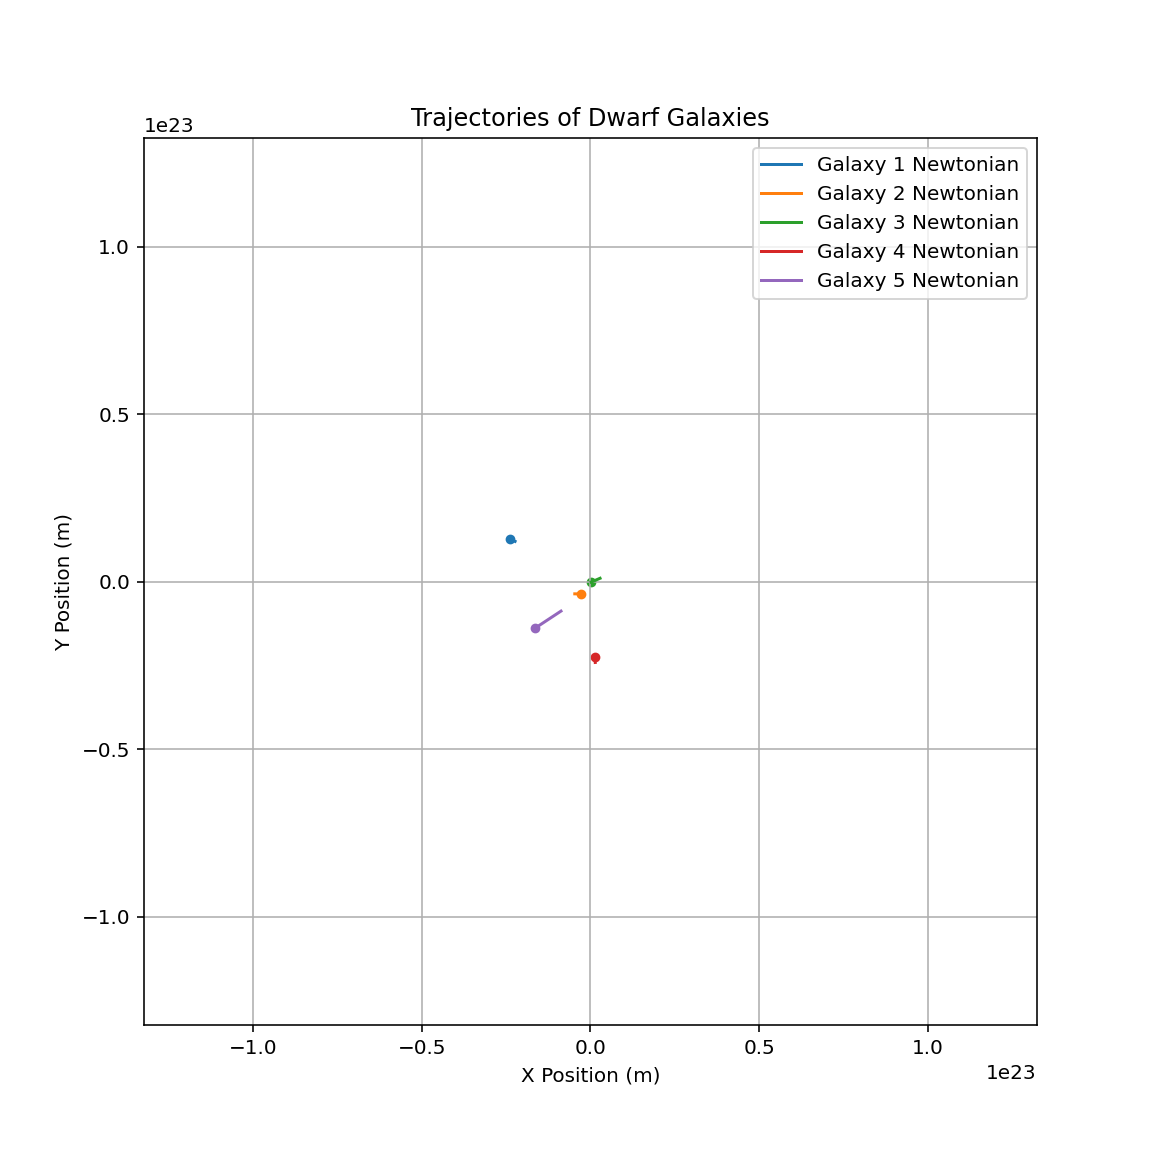 Trajectories of Dwarf Galaxies
1e23
Galaxy 1 Newtonian
Galaxy 2 Newtonian
Galaxy 3 Newtonian
Galaxy 4 Newtonian
Galaxy 5 Newtonian
1.0
0.5
0.0
−0.5
−1.0
Y Position (m)
−1.0 −0.5 0.0 0.5 1.0
1e23
X Position (m)